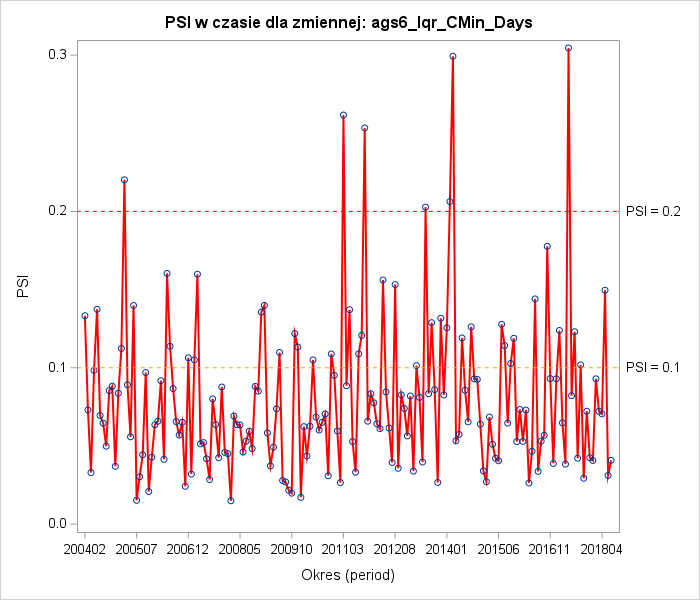 PSI w czasie dla zmiennej: ags6_Iqr_CMin_Days
0.3
0.2
0.1
0.0
PSI
PSI = 0.2
PSI = 0.1
200402 200507 200612 200805 200910 201103 201208 201401 201506 201611 201804
Okres (period)